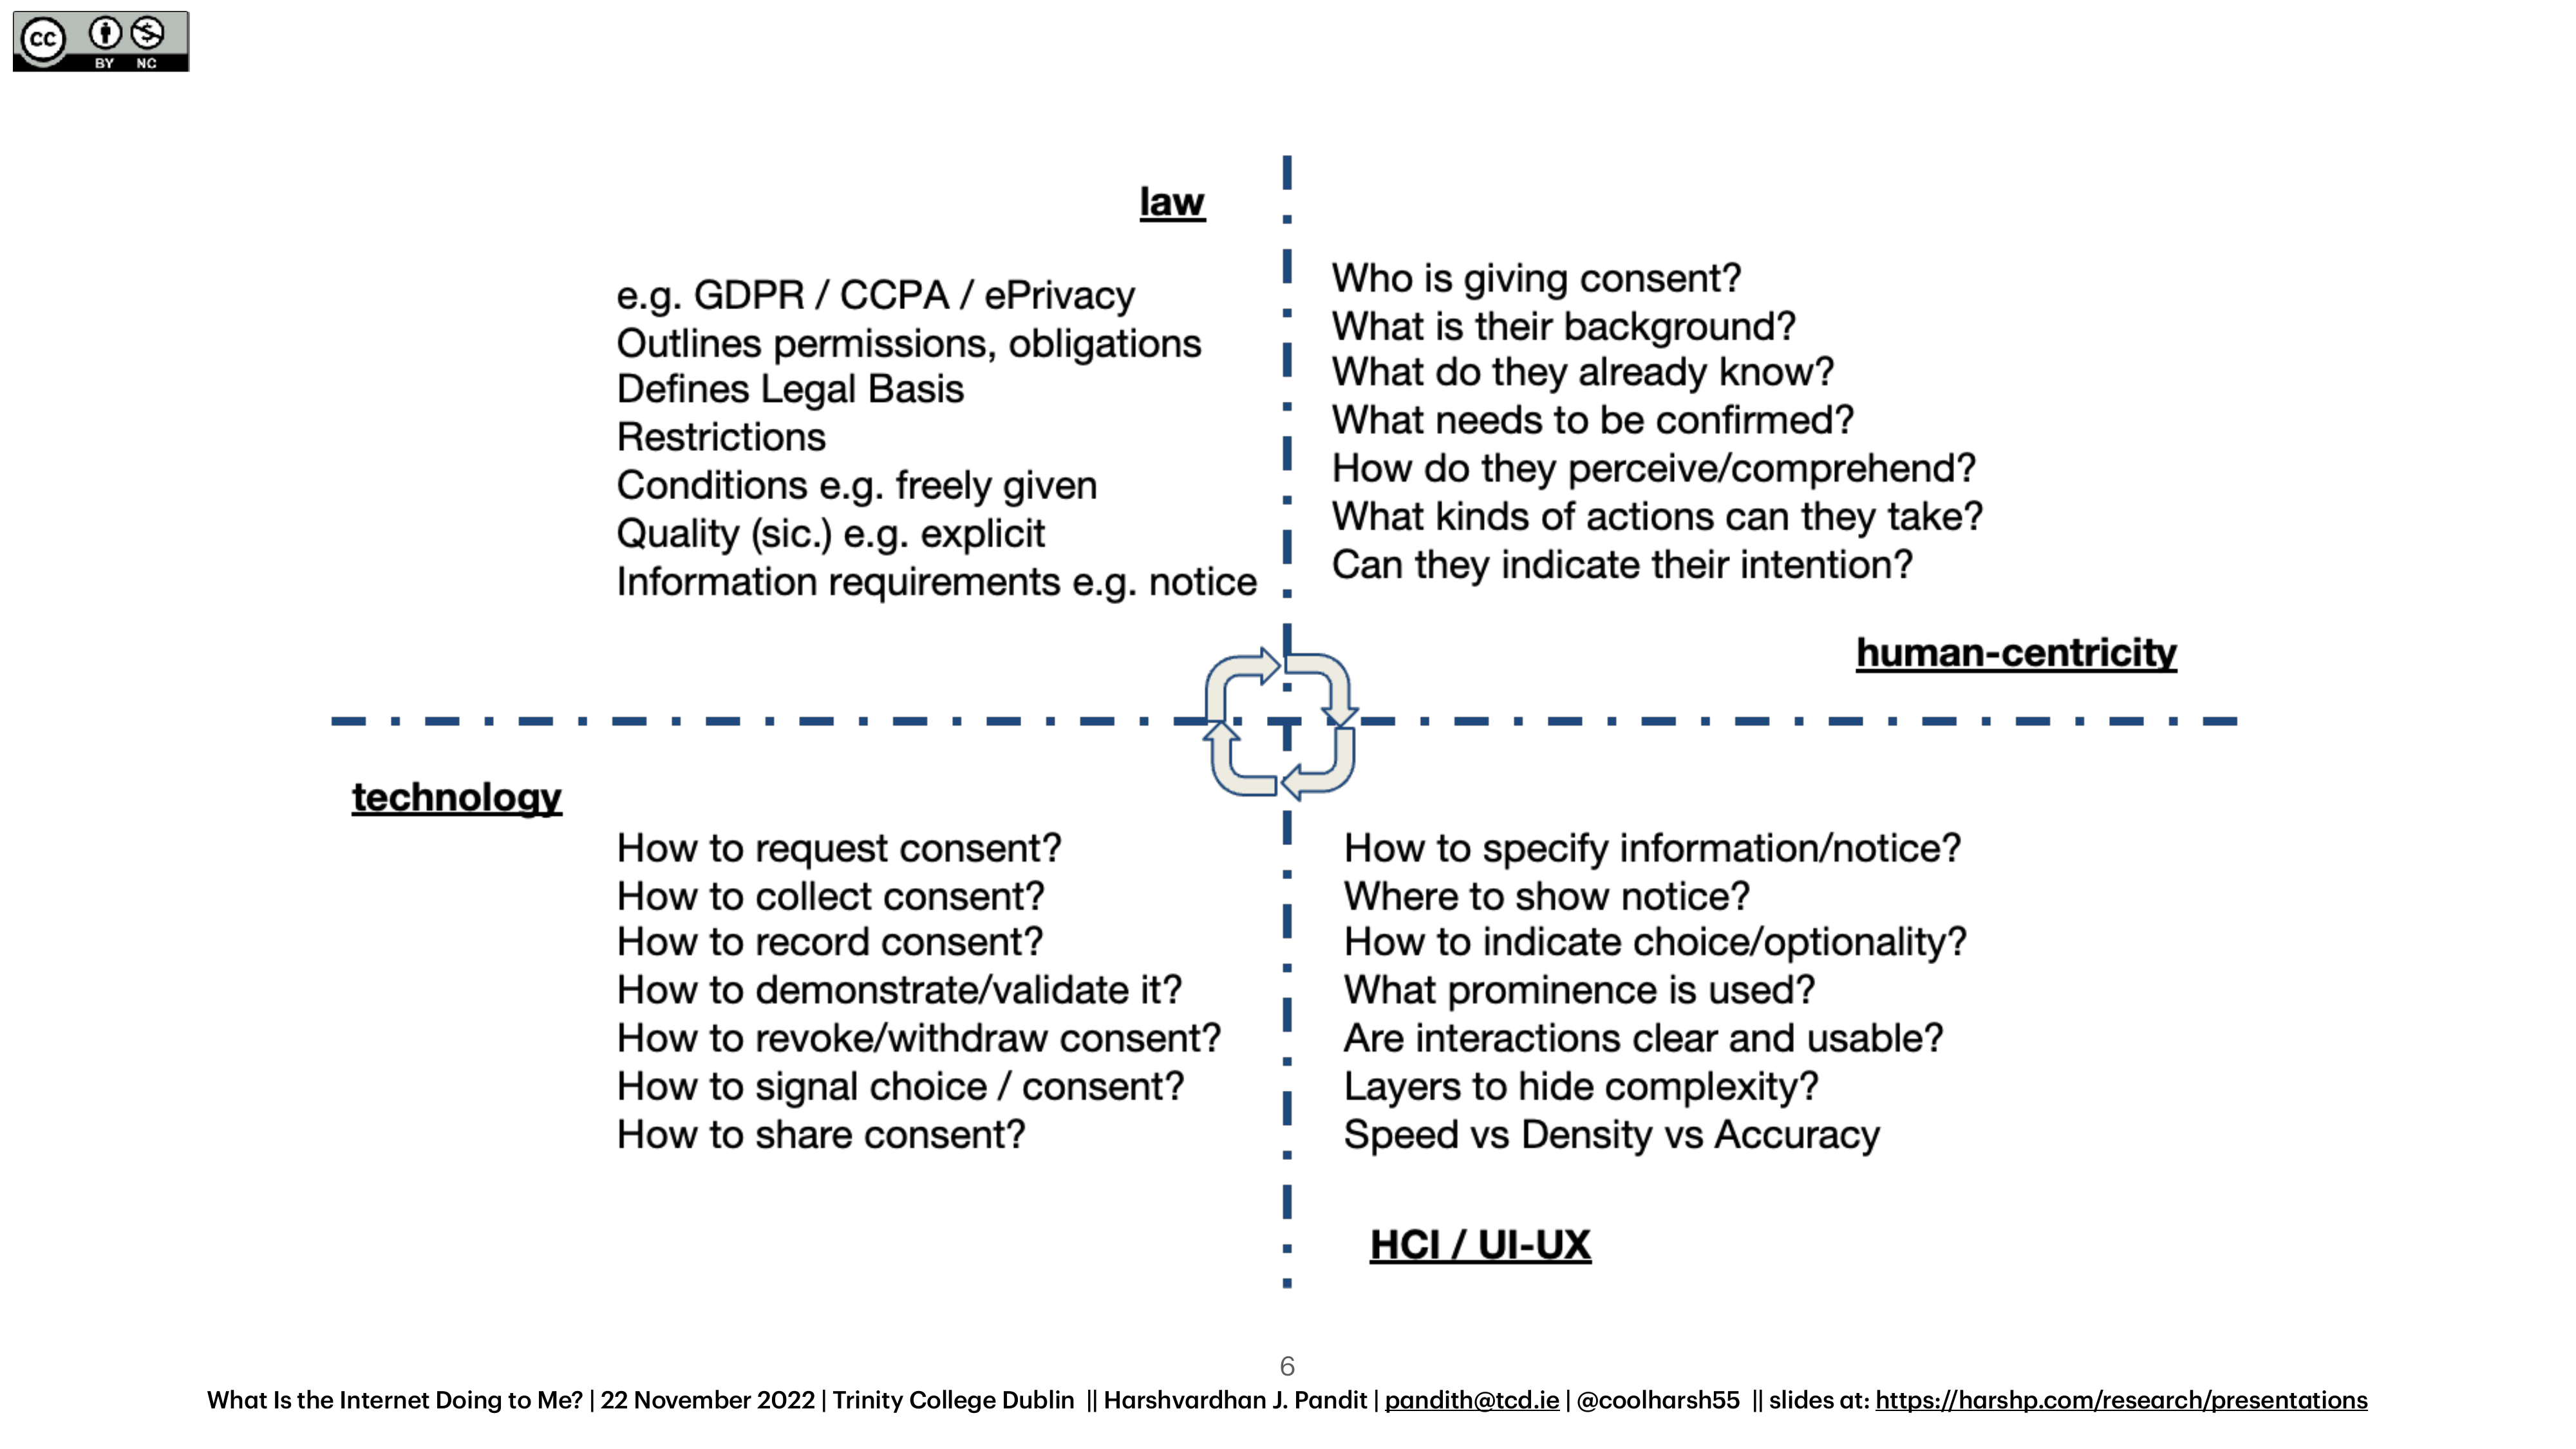 cc
BY NC
law
e.g. GDPR / CCPA / ePrivacy
Outlines permissions, obligations
Defines Legal Basis
Restrictions
Conditions e.g. freely given
Quality (sic.) e.g. explicit
Information requirements e.g. notice
Who is giving consent?
What is their background?
What do they already know?
What needs to be confirmed?
How do they perceive/comprehend?
What kinds of actions can they take?
Can they indicate their intention?
human-centricity
technology
How to request consent?
How to collect consent?
How to record consent?
How to demonstrate/validate it?
How to revoke/withdraw consent?
How to signal choice / consent?
How to share consent?
How to specify information/notice?
Where to show notice?
How to indicate choice/optionality?
What prominence is used?
Are interactions clear and usable?
Layers to hide complexity?
Speed vs Density vs Accuracy
HCI / UI-UX
6
What Is the Internet Doing to Me? | 22 November 2022 | Trinity College Dublin || Harshvardhan J. Pandit | pandith@tcd.ie | @coolharsh55 || slides at: https://harshp.com/research/presentations